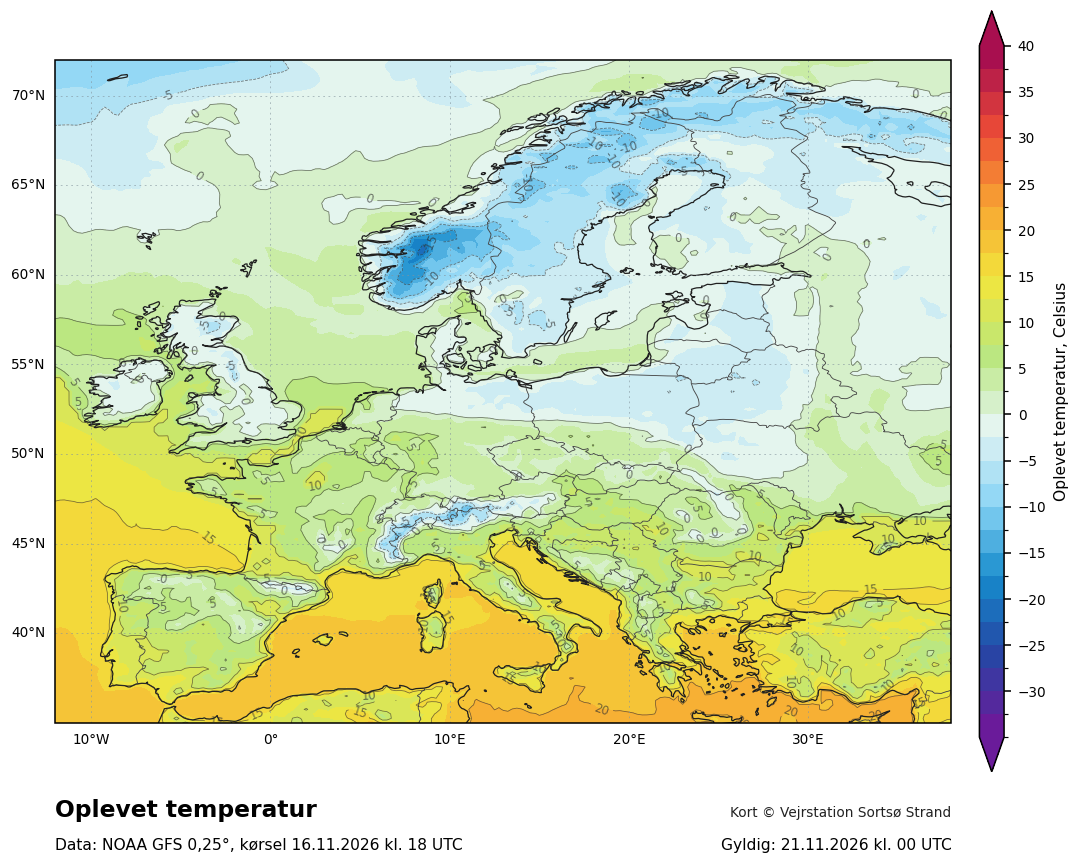 70°N
65°N
60°N
55°N
50°N
45°N
40°N
10°W
0°
10°E
20°E
30°E
40
35
30
25
20
15
10
5
0
−5
−10
−15
−20
−25
−30
Oplevet temperatur, Celsius
Oplevet temperatur
Kort © Vejrstation Sortsø Strand
Data: NOAA GFS 0,25°, kørsel 16.11.2026 kl. 18 UTC
Gyldig: 21.11.2026 kl. 00 UTC